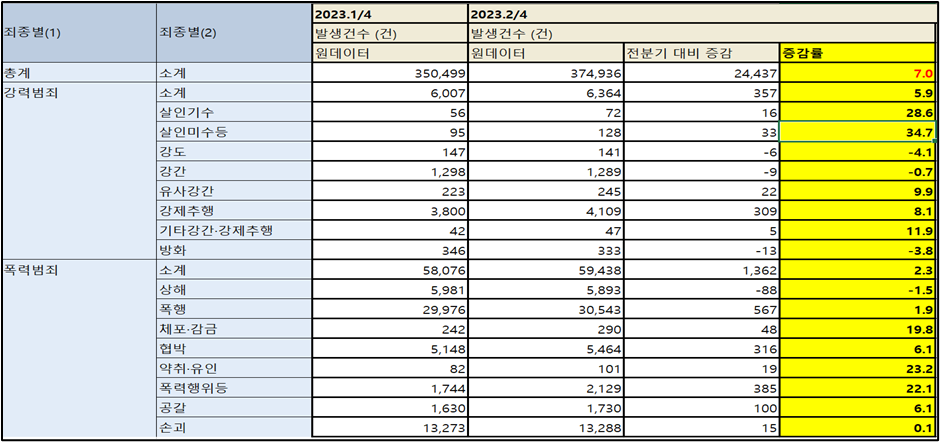 죄종별(1) 죄종별(2) 2023.1/4 2023.2/4
발생건수 (건) 발생건수 (건)
원데이터 원데이터 전분기 대비 증감 증감률
총계 소계 350,499 374,936 24,437 7.0
강력범죄 소계 6,007 6,364 357 5.9
살인기수 56 72 16 28.6
살인미수등 95 128 33 34.7
강도 147 141 -6 -4.1
강간 1,298 1,289 -9 -0.7
유사강간 223 245 22 9.9
강제추행 3,800 4,109 309 8.1
기타강간·강제추행 42 47 5 11.9
방화 346 333 -13 -3.8
폭력범죄 소계 58,076 59,438 1,362 2.3
상해 5,981 5,893 -88 -1.5
폭행 29,976 30,543 567 1.9
체포·감금 242 290 48 19.8
협박 5,148 5,464 316 6.1
약취·유인 82 101 19 23.2
폭력행위등 1,744 2,129 385 22.1
공갈 1,630 1,730 100 6.1
손괴 13,273 13,288 15 0.1